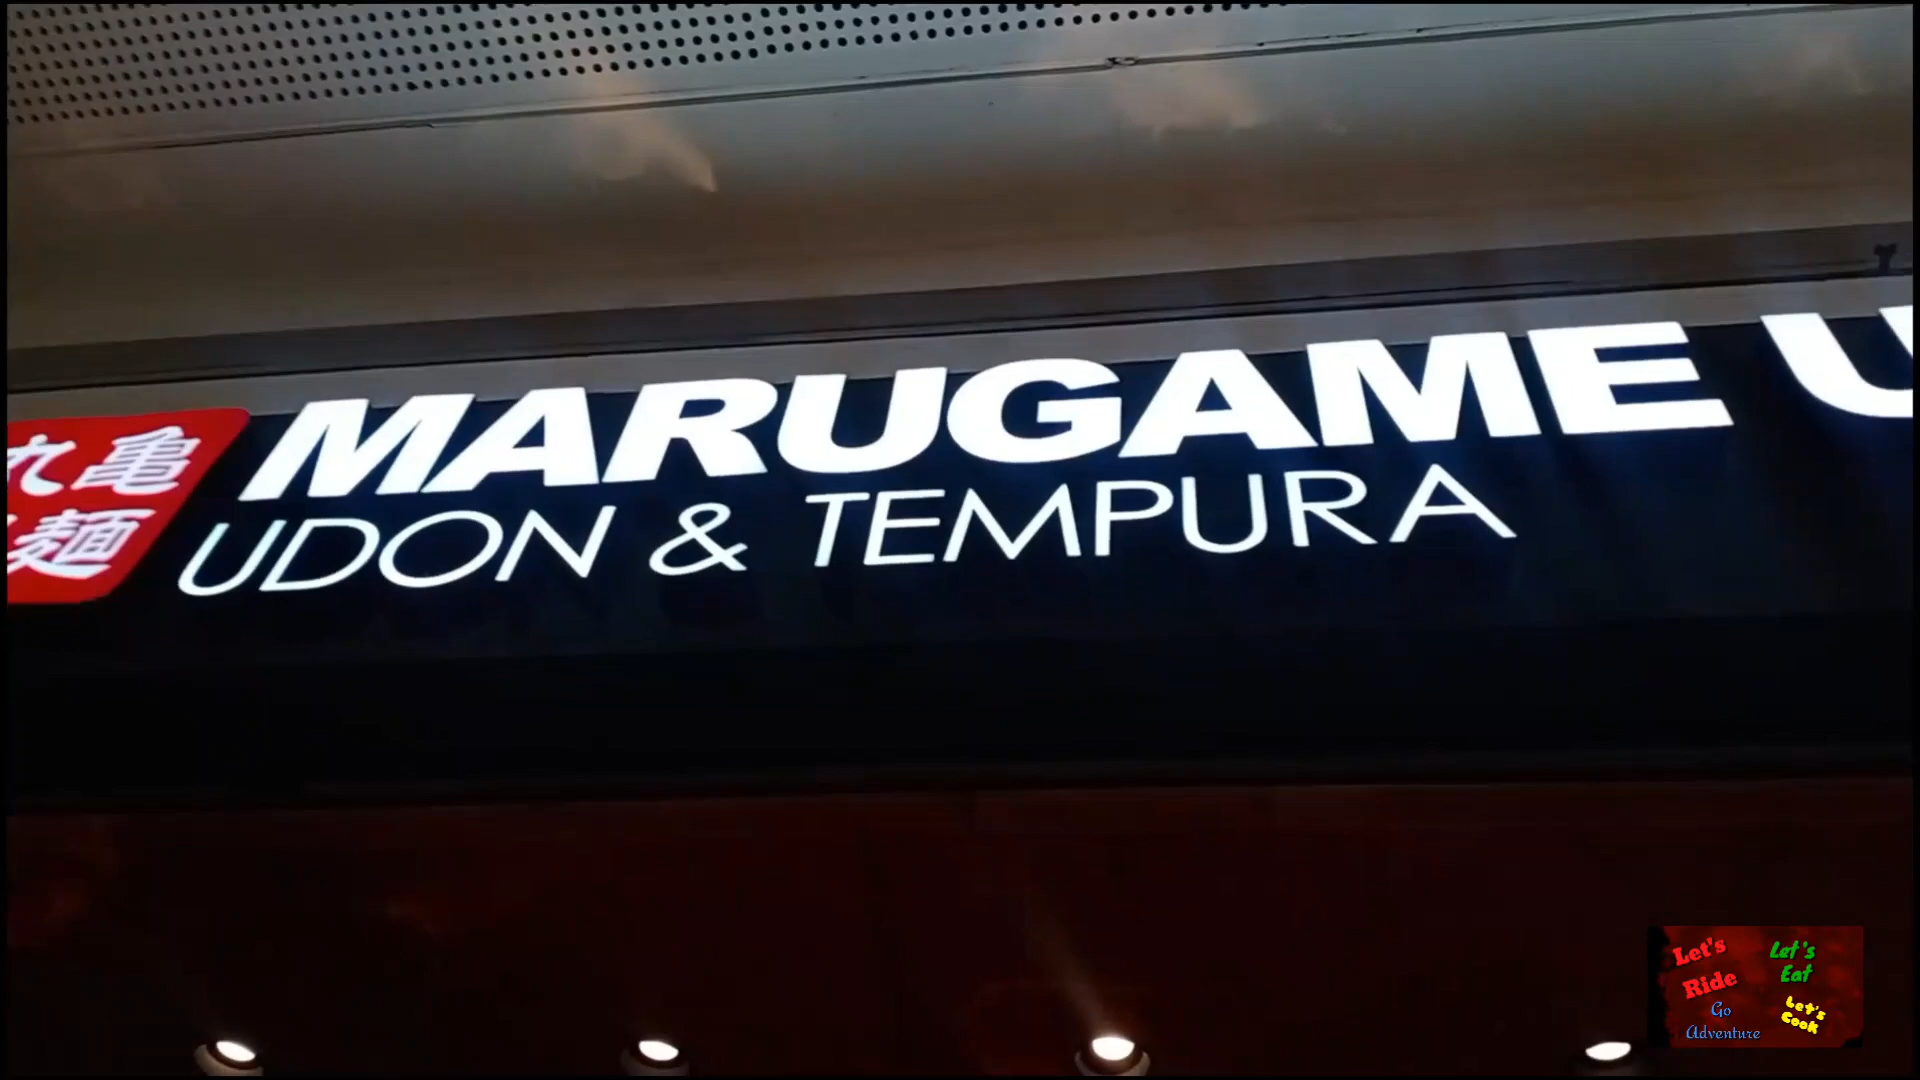 丸亀
麺
MARUGAME U
UDON & TEMPURA
Let's
Ride
Go
Adventure
Let's
Eat
Let's
Cook